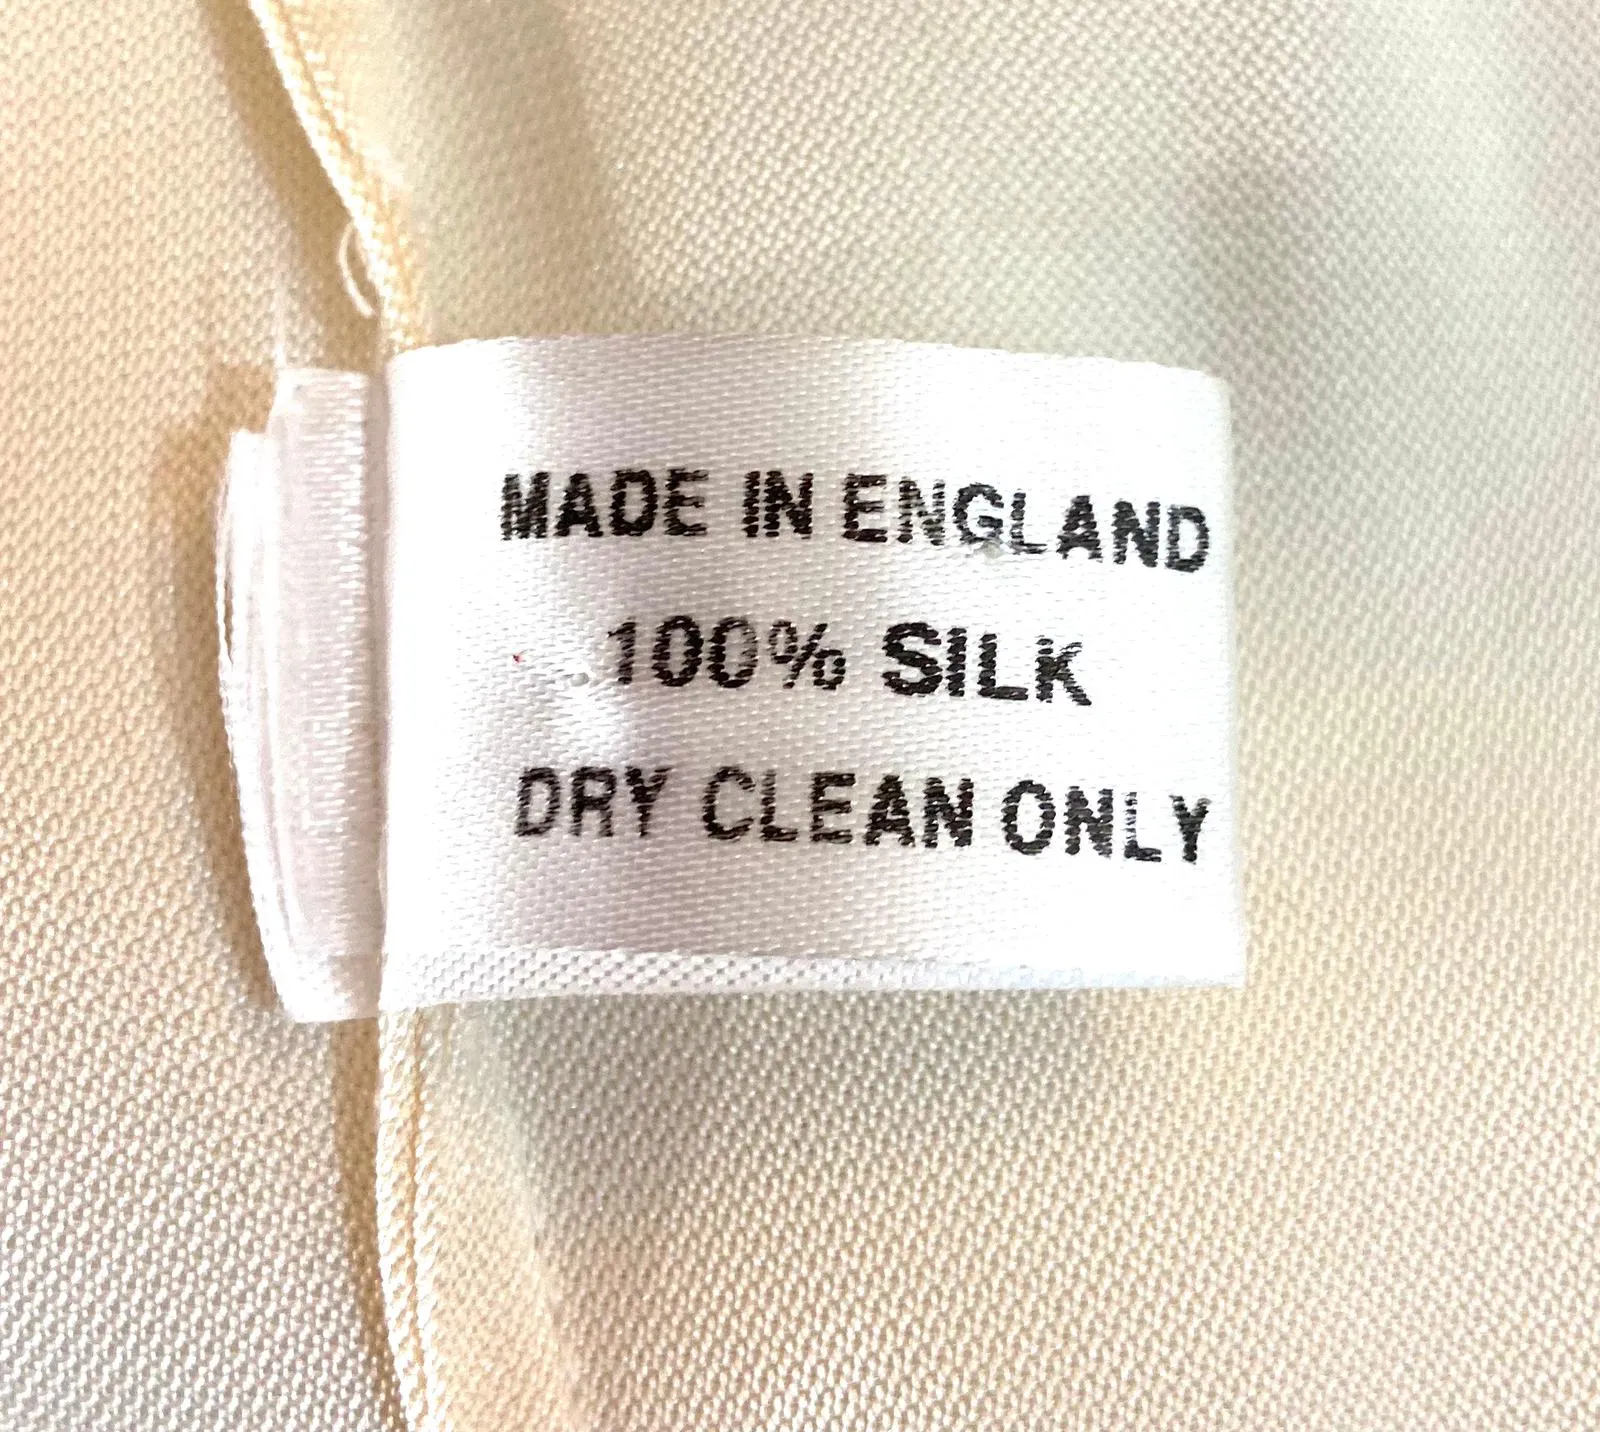 MADE IN ENGLAND
100% SILK
DRY CLEAN ONLY